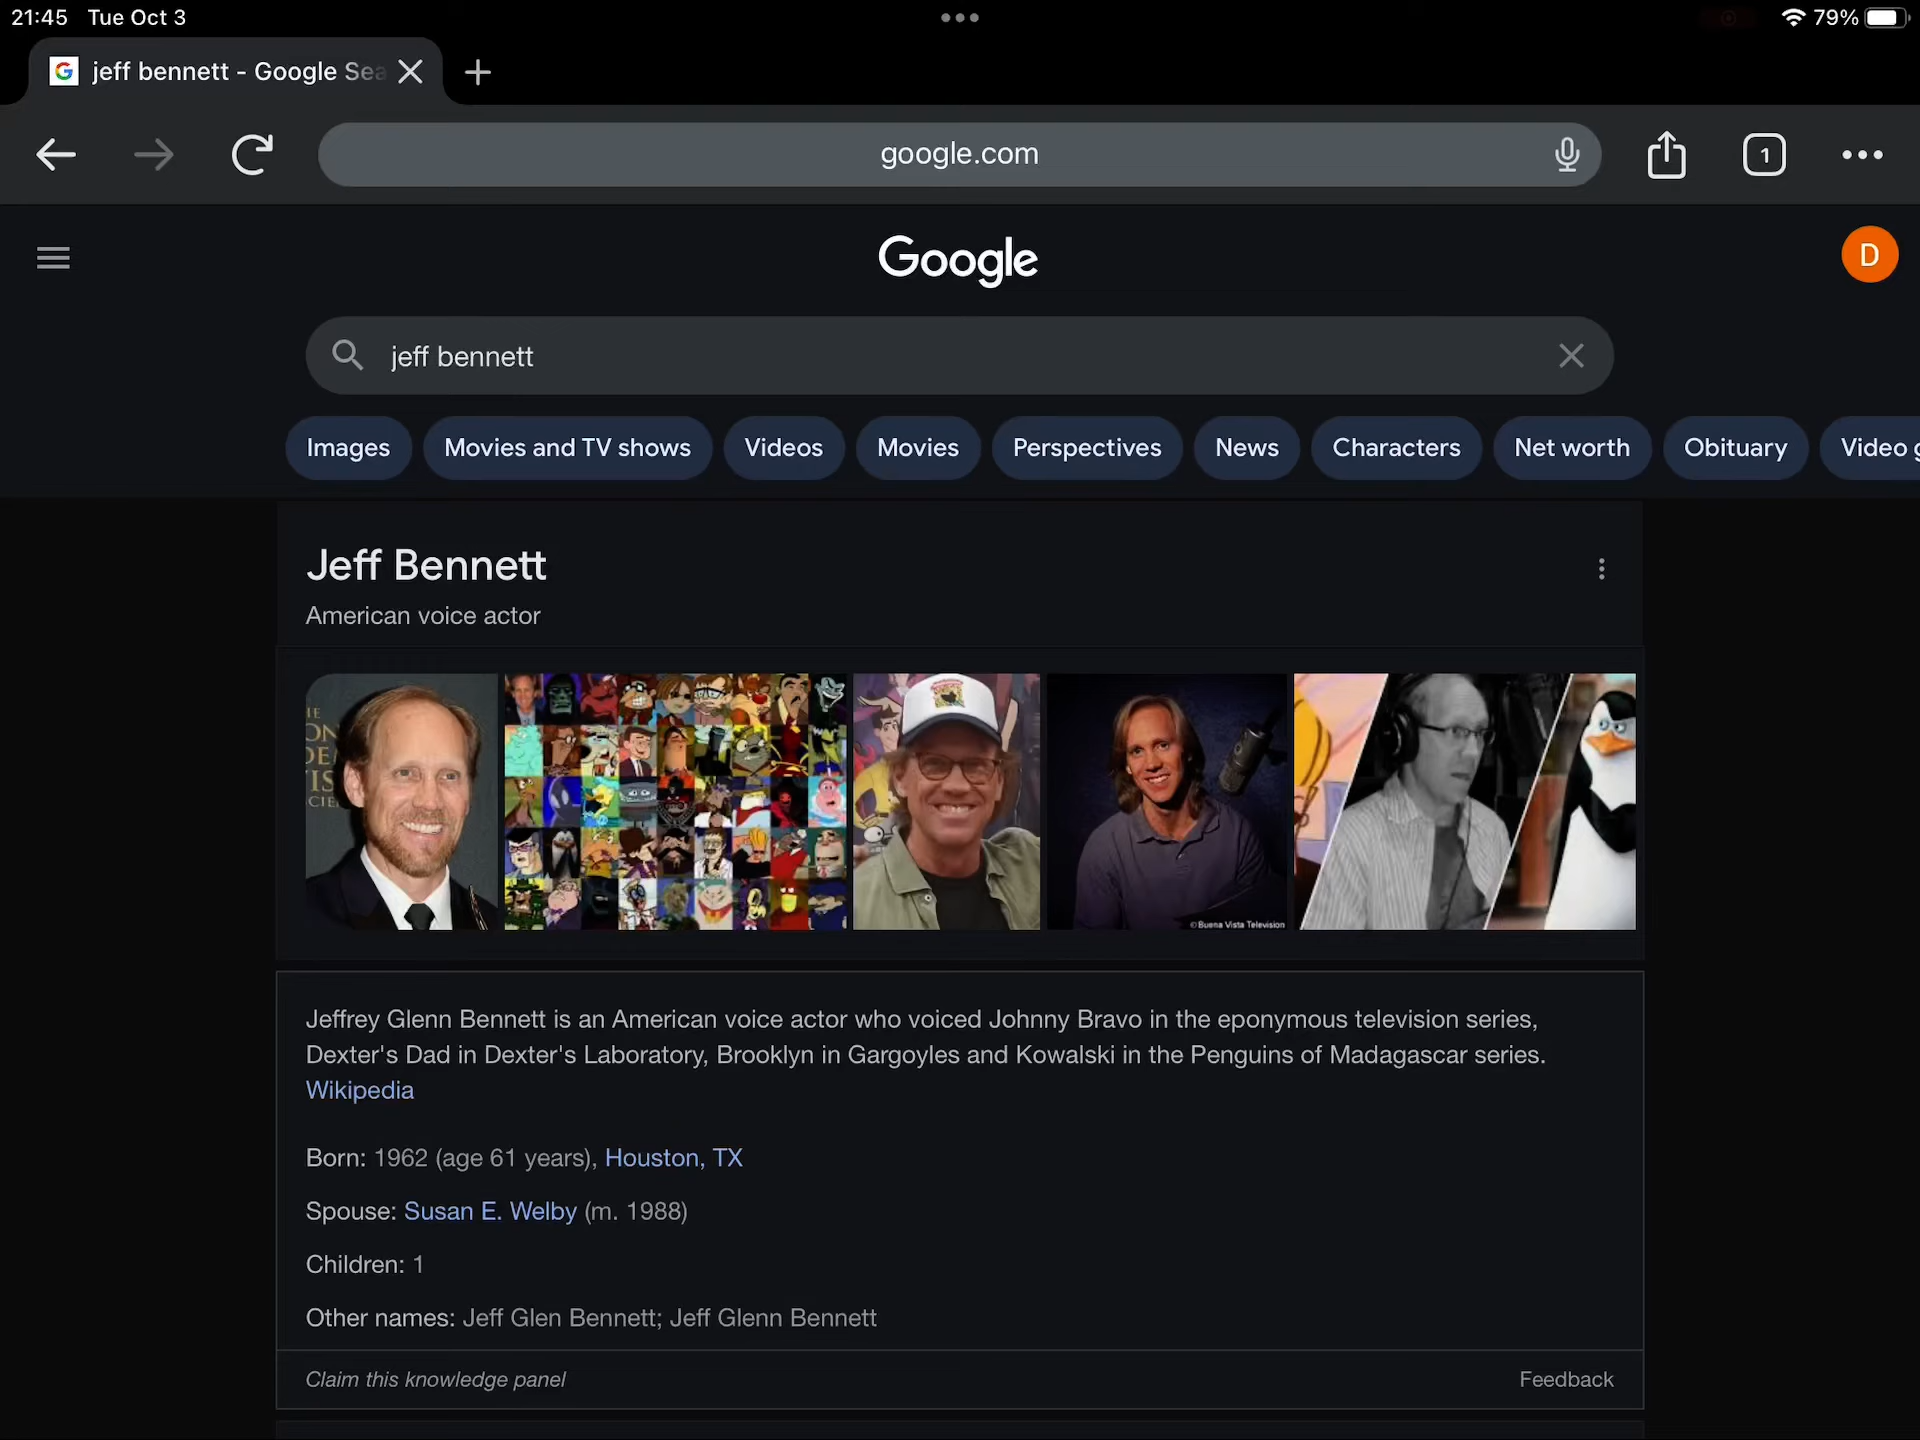 21:45 Tue Oct 3
79%
jeff bennett - Google Sea
google.com
1
Google
D
jeff bennett
Images
Movies and TV shows
Videos
Movies
Perspectives
News
Characters
Net worth
Obituary
Video g
Jeff Bennett
American voice actor
©Buena Vista Television
Jeffrey Glenn Bennett is an American voice actor who voiced Johnny Bravo in the eponymous television series,
Dexter's Dad in Dexter's Laboratory, Brooklyn in Gargoyles and Kowalski in the Penguins of Madagascar series.
Wikipedia
Born: 1962 (age 61 years), Houston, TX
Spouse: Susan E. Welby (m. 1988)
Children: 1
Other names: Jeff Glen Bennett; Jeff Glenn Bennett
Claim this knowledge panel
Feedback